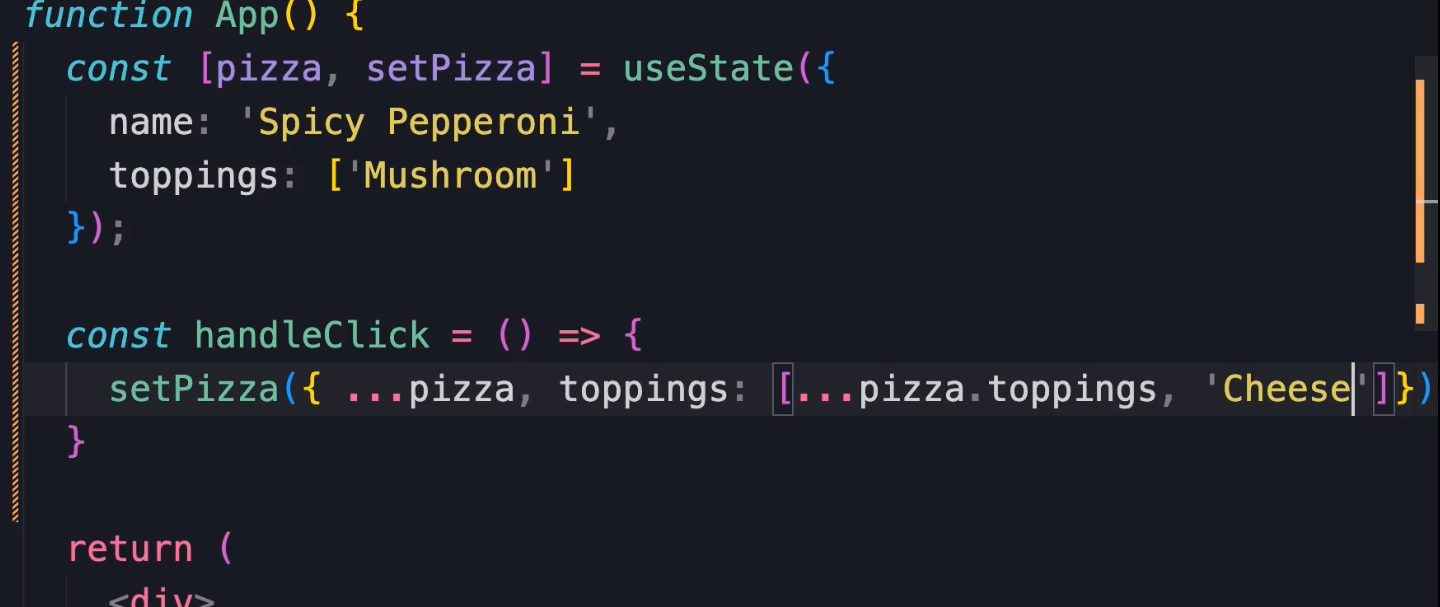 function App() {
const [pizza, setPizza] = useState({
name: 'Spicy Pepperoni',
toppings: ['Mushroom']
});
const handleClick = () => {
setPizza({ ...pizza, toppings: [...pizza.toppings, 'Cheese']})
}
return (
<div>